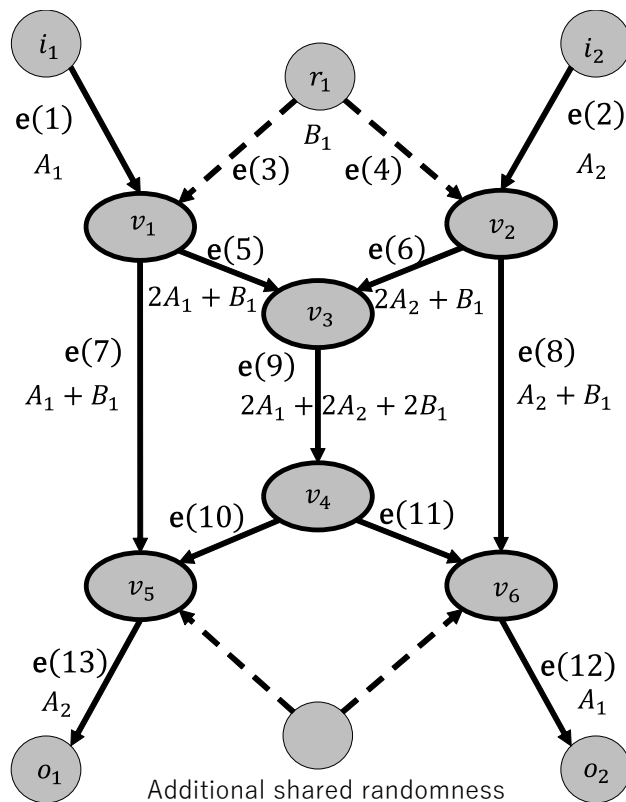 i₁
i₂
r₁
e(1)
e(2)
B₁
A₁
e(3)
e(4)
A₂
v₁
v₂
e(5)
e(6)
2A₁ + B₁
v₃
2A₂ + B₁
e(7)
e(9)
e(8)
A₁ + B₁
2A₁ + 2A₂ + 2B₁
A₂ + B₁
v₄
e(10)
e(11)
v₅
v₆
e(13)
e(12)
A₂
A₁
o₁
o₂
Additional shared randomness